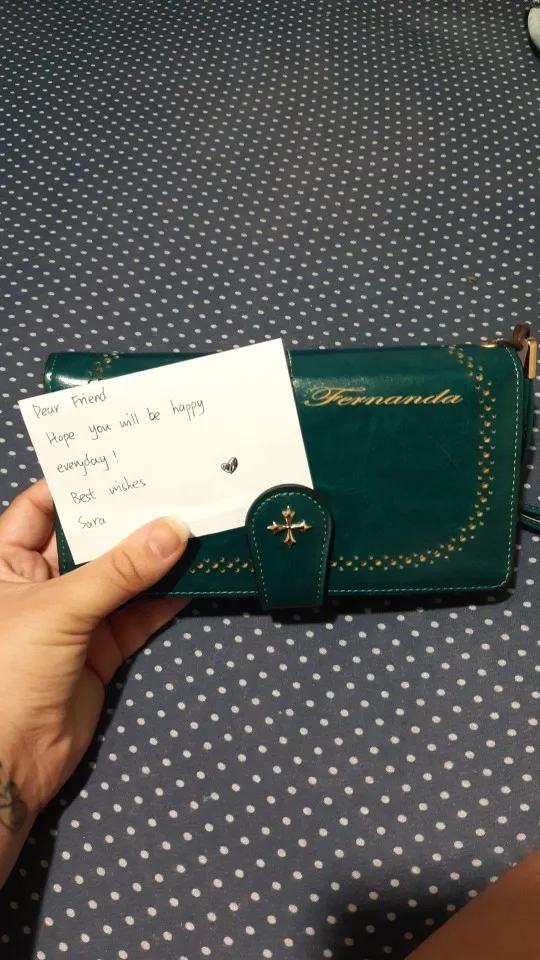 Dear Friend
Hope you will be happy
everyday!
Best wishes
Sara
Fernanda